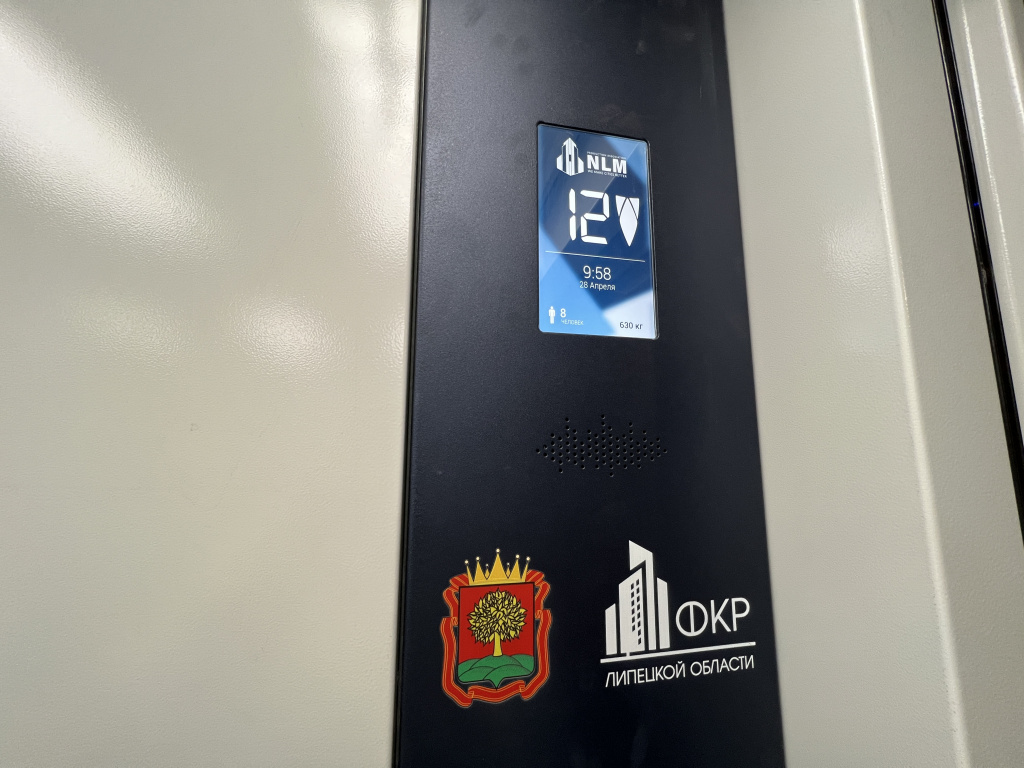 NLM
12
9:58
28 Апреля
8
ЧЕЛОВЕК
630 кг
ФКР
ЛИПЕЦКОЙ ОБЛАСТИ